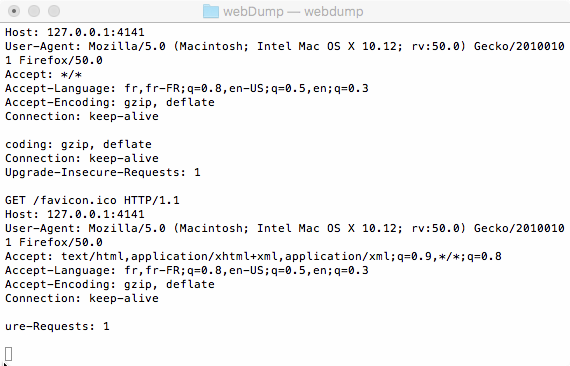 webDump — webdump
Host: 127.0.0.1:4141
User-Agent: Mozilla/5.0 (Macintosh; Intel Mac OS X 10.12; rv:50.0) Gecko/2010010
1 Firefox/50.0
Accept: */*
Accept-Language: fr,fr-FR;q=0.8,en-US;q=0.5,en;q=0.3
Accept-Encoding: gzip, deflate
Connection: keep-alive
coding: gzip, deflate
Connection: keep-alive
Upgrade-Insecure-Requests: 1
GET /favicon.ico HTTP/1.1
Host: 127.0.0.1:4141
User-Agent: Mozilla/5.0 (Macintosh; Intel Mac OS X 10.12; rv:50.0) Gecko/2010010
1 Firefox/50.0
Accept: text/html,application/xhtml+xml,application/xml;q=0.9,*/*;q=0.8
Accept-Language: fr,fr-FR;q=0.8,en-US;q=0.5,en;q=0.3
Accept-Encoding: gzip, deflate
Connection: keep-alive
ure-Requests: 1